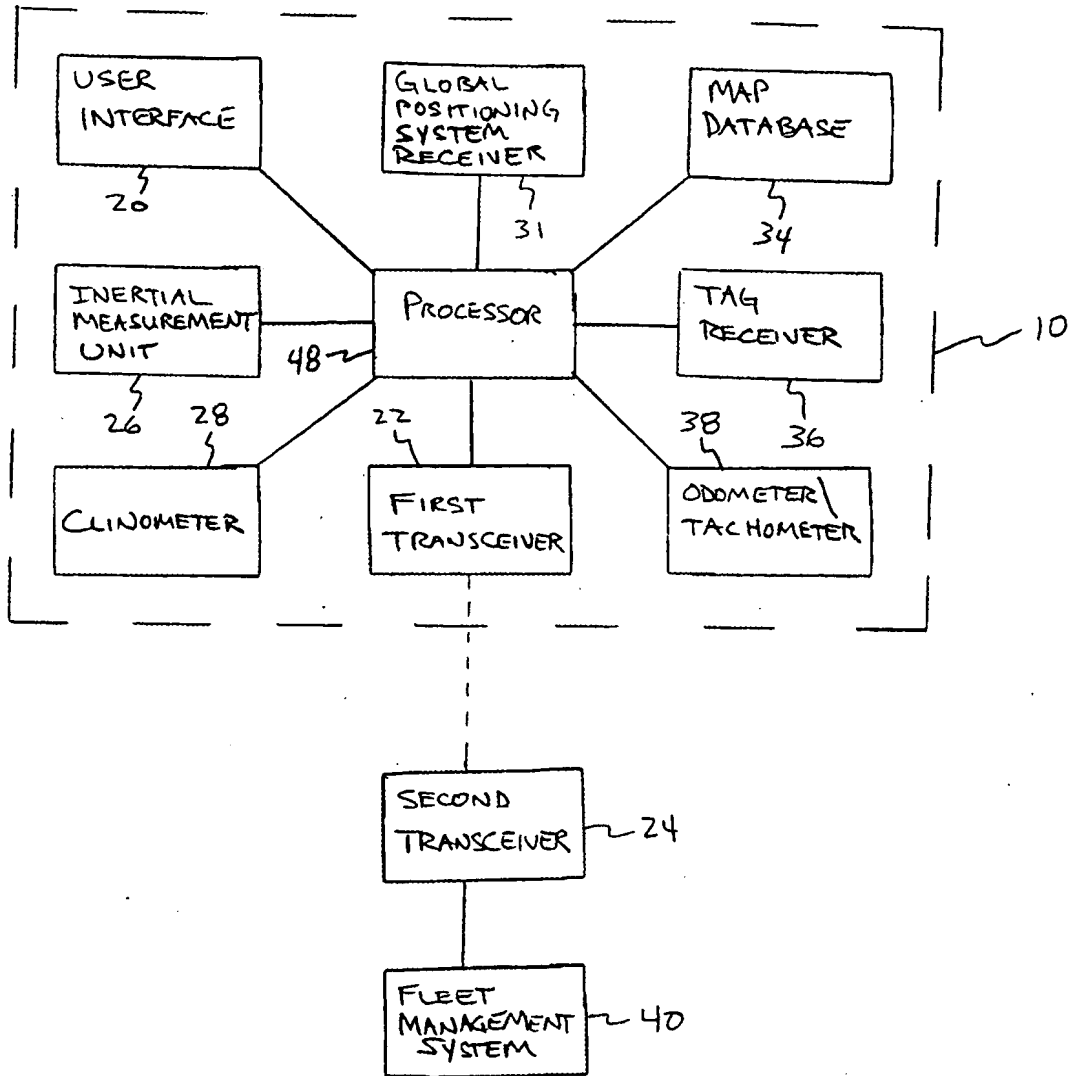 USER
INTERFACE
20
GLOBAL
POSITIONING
SYSTEM
RECEIVER
31
MAP
DATABASE
34
INERTIAL
MEASUREMENT
UNIT
26
PROCESSOR
48
TAG
RECEIVER
36
10
28
CLINOMETER
22
FIRST
TRANSCEIVER
38
ODOMETER\
TACHOMETER
SECOND
TRANSCEIVER
24
FLEET
MANAGEMENT
SYSTEM
40